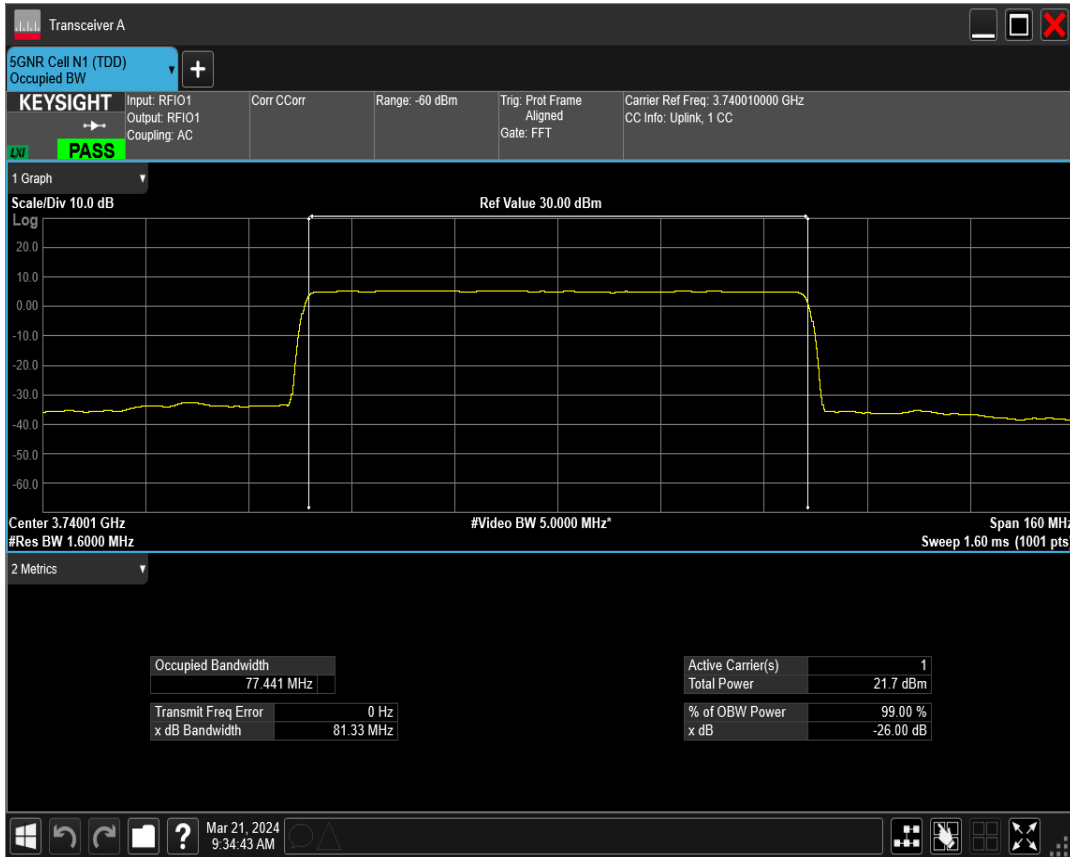 Transceiver A
5GNR Cell N1 (TDD)
Occupied BW
+
KEYSIGHT
LXI
PASS
Input: RFIO1
Output: RFIO1
Coupling: AC
Corr CCorr
Range: -60 dBm
Trig: Prot Frame
Aligned
Gate: FFT
Carrier Ref Freq: 3.740010000 GHz
CC Info: Uplink, 1 CC
1 Graph
Scale/Div 10.0 dB
Ref Value 30.00 dBm
Log
20.0
10.0
0.00
-10.0
-20.0
-30.0
-40.0
-50.0
-60.0
Center 3.74001 GHz
#Video BW 5.0000 MHz*
Span 160 MHz
#Res BW 1.6000 MHz
Sweep 1.60 ms (1001 pts)
2 Metrics
Occupied Bandwidth
77.441 MHz
Transmit Freq Error 0 Hz
x dB Bandwidth 81.33 MHz
Active Carrier(s) 1
Total Power 21.7 dBm
% of OBW Power 99.00 %
x dB -26.00 dB
?
Mar 21, 2024
9:34:43 AM